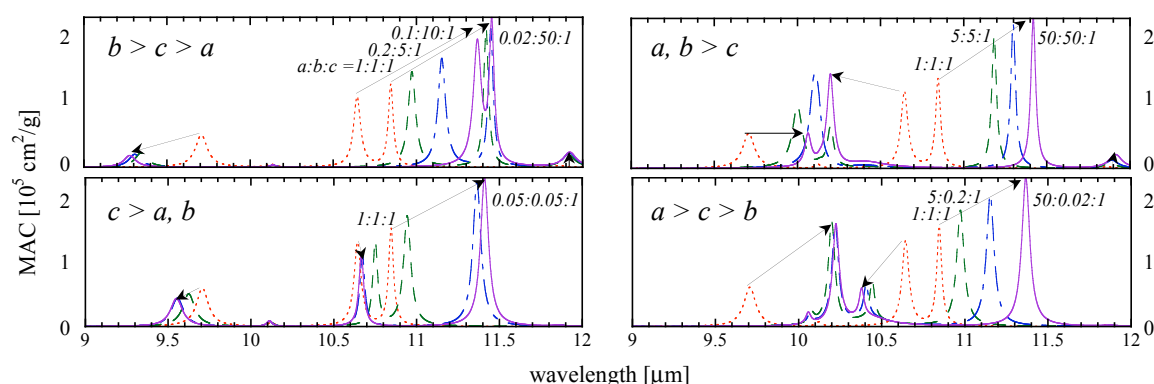 MAC [10⁵ cm²/g]
b > c > a
0.1:10:1
0.2:5:1
a:b:c =1:1:1
0.02:50:1
2
1
0
a, b > c
5:5:1
50:50:1
1:1:1
2
1
0
c > a, b
1:1:1
0.05:0.05:1
2
1
0
9 9.5 10 10.5 11 11.5 12
a > c > b
5:0.2:1
1:1:1
50:0.02:1
2
1
0
9 9.5 10 10.5 11 11.5 12
wavelength [μm]